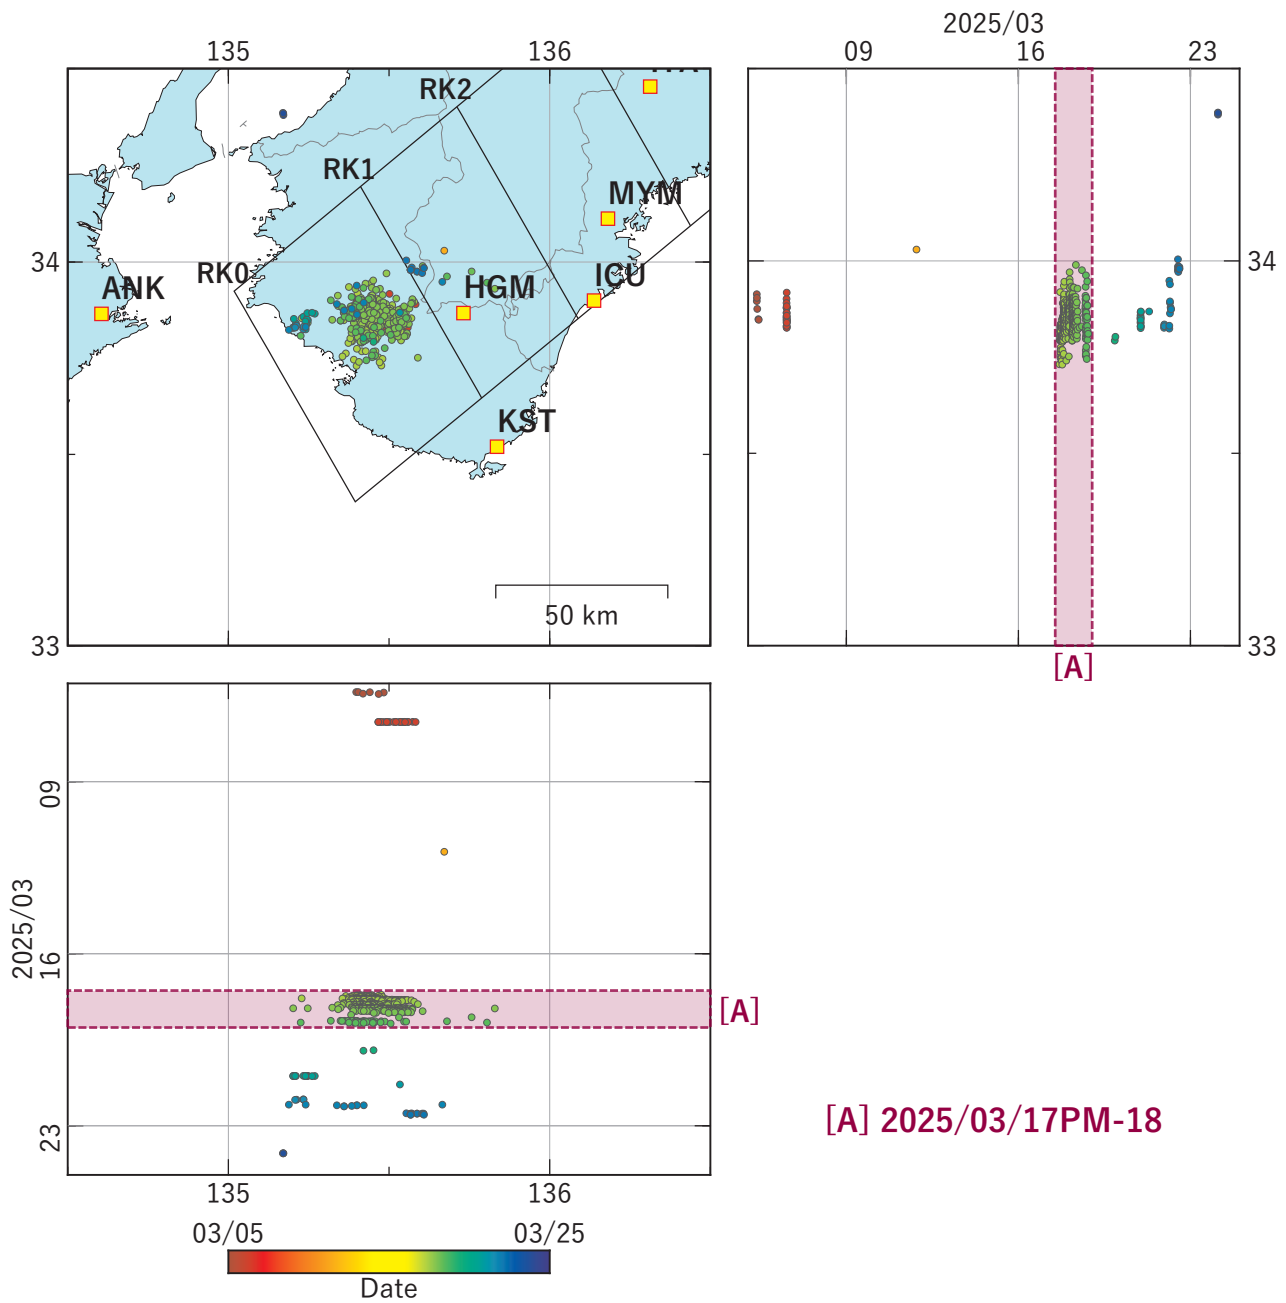 2025/03
135 136 09 16 23
RK2
RK1
MYM
34 34
RK0
ANK
HGM
ICU
KST
50 km
33 33
[A]
09
16
23
2025/03
[A]
[A] 2025/03/17PM-18
135 136
03/05 03/25
Date